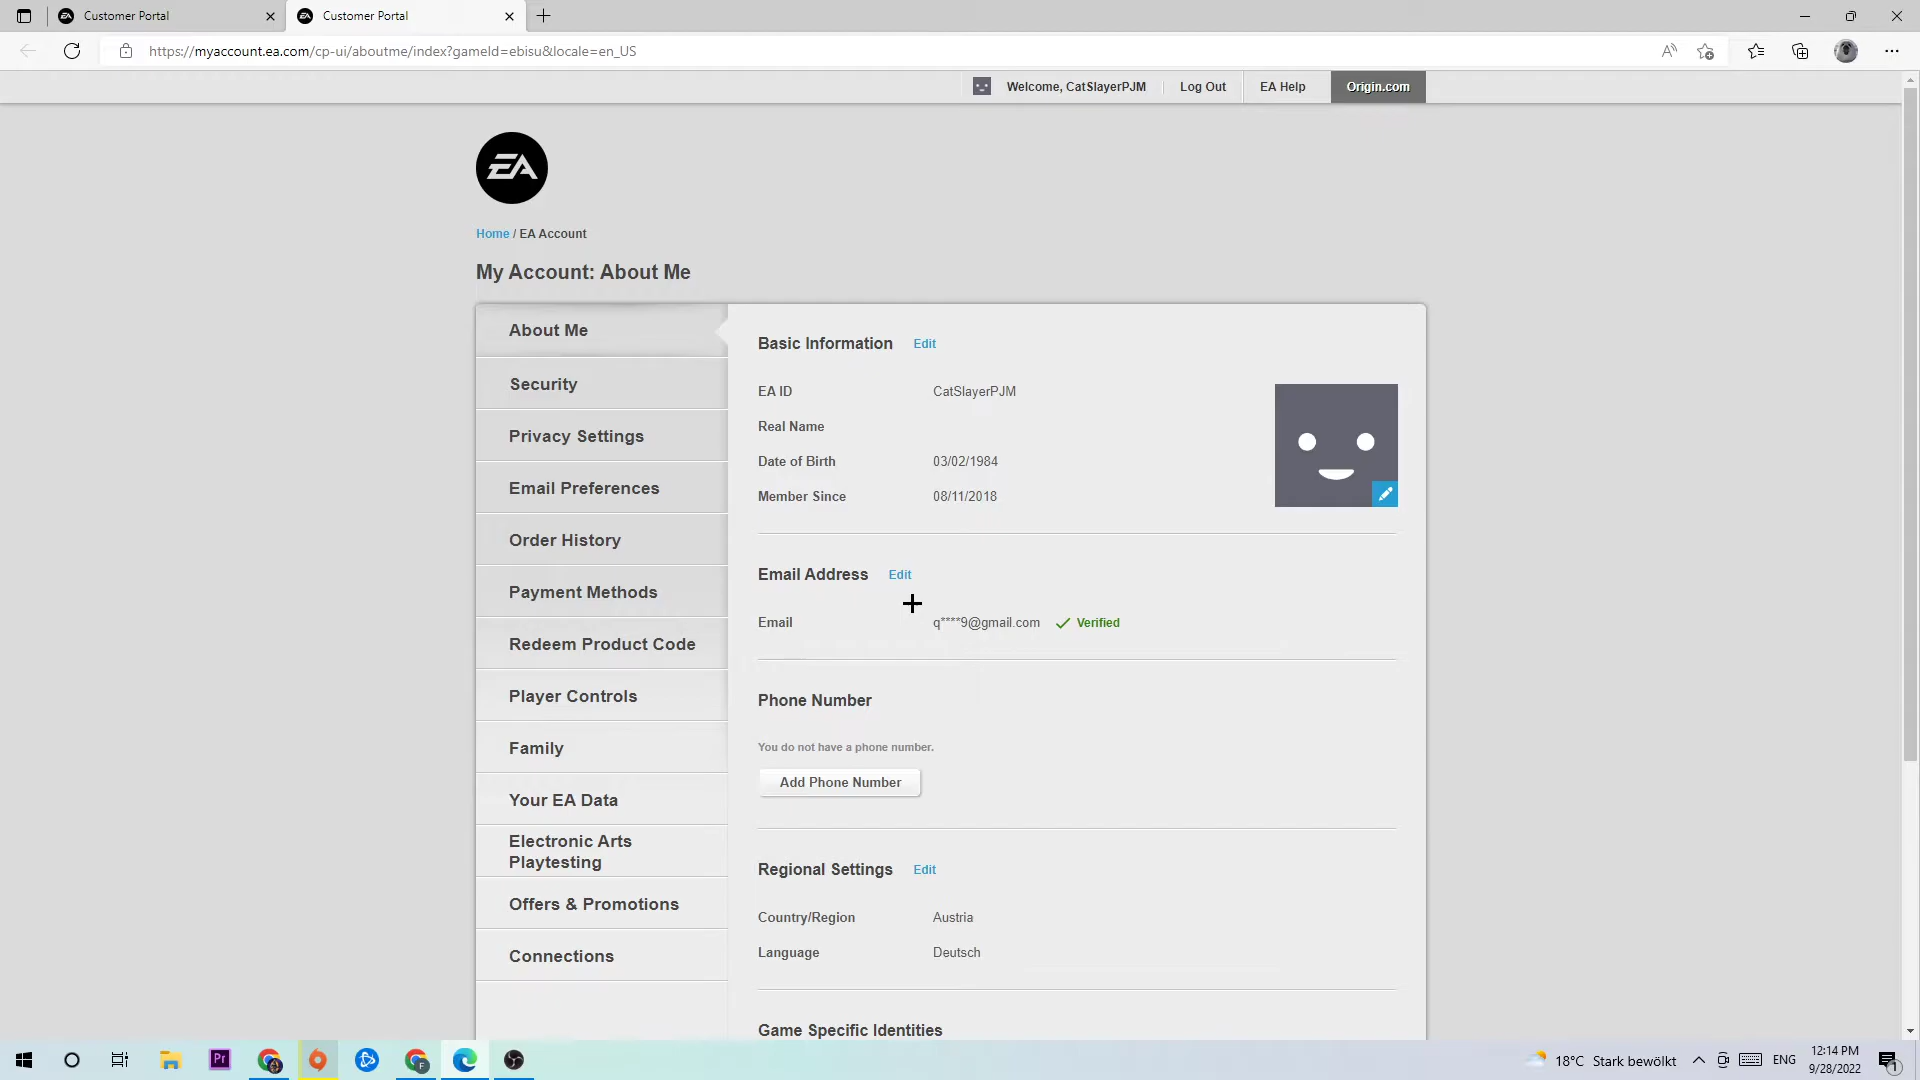 Customer Portal
Customer Portal
https://myaccount.ea.com/cp-ui/aboutme/index?gameId=ebisu&locale=en_US
Welcome, CatSlayerPJM
Log Out
EA Help
Origin.com
EA
Home / EA Account
My Account: About Me
About Me
Security
Privacy Settings
Email Preferences
Order History
Payment Methods
Redeem Product Code
Player Controls
Family
Your EA Data
Electronic Arts
Playtesting
Offers & Promotions
Connections
Basic Information Edit
EA ID CatSlayerPJM
Real Name
Date of Birth 03/02/1984
Member Since 08/11/2018
Email Address Edit
Email q****9@gmail.com Verified
Phone Number
You do not have a phone number.
Add Phone Number
Regional Settings Edit
Country/Region Austria
Language Deutsch
Game Specific Identities
Pr
18°C Stark bewölkt
ENG
12:14 PM
9/28/2022
1